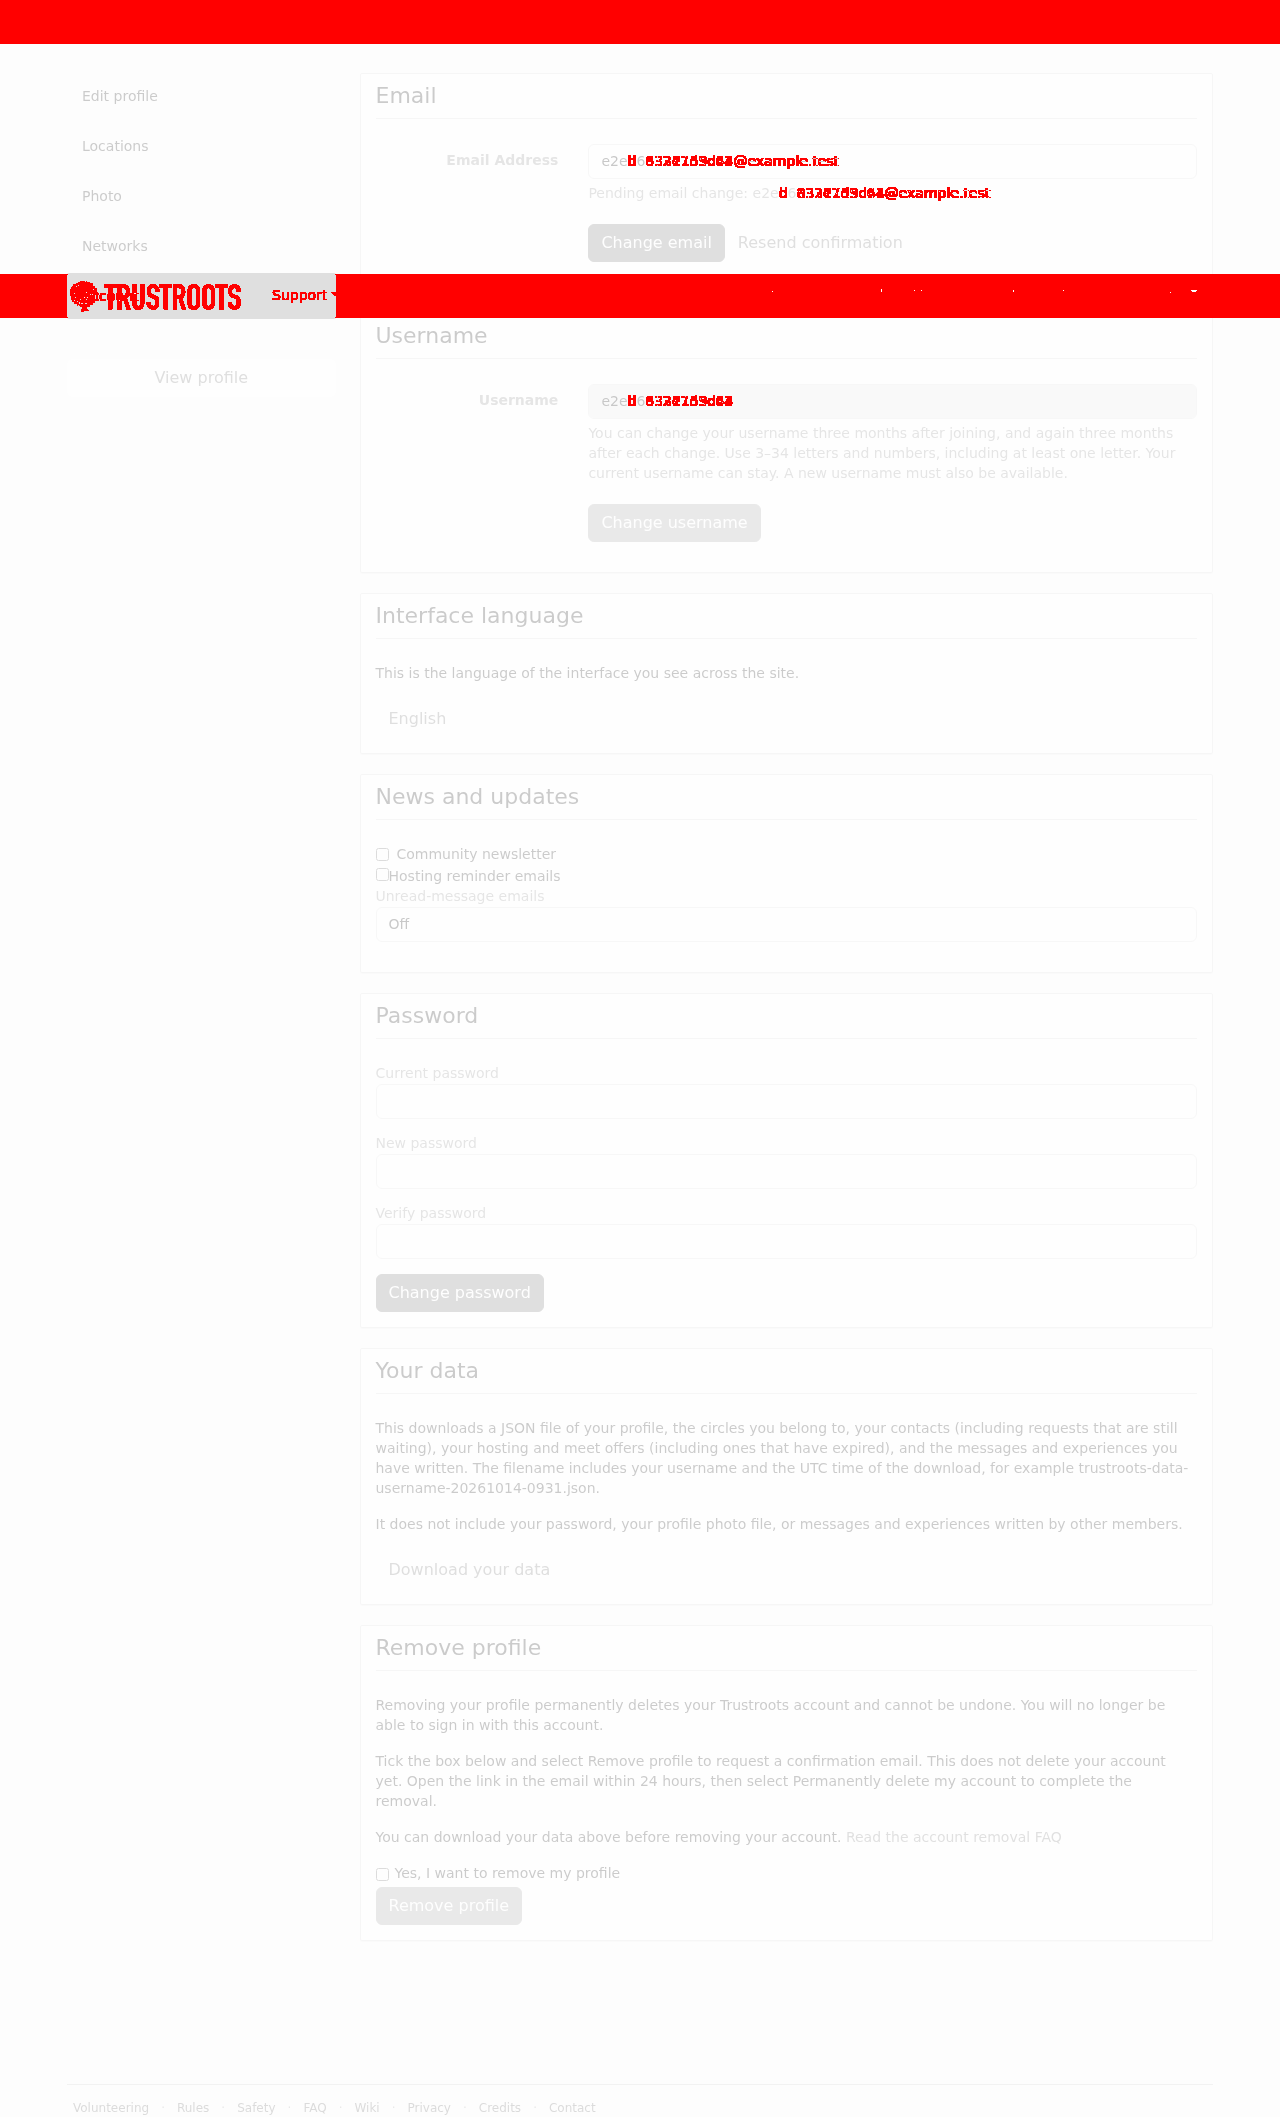 Edit profile
Locations
Photo
Networks
TRUSTROOTS
Support
View profile
Email
Email Address
@example.test
Pending email change:
@example.test
Change email
Resend confirmation
Username
Username
You can change your username three months after joining, and again three months
after each change. Use 3–34 letters and numbers, including at least one letter. Your
current username can stay. A new username must also be available.
Change username
Interface language
This is the language of the interface you see across the site.
English
News and updates
Community newsletter
Hosting reminder emails
Unread-message emails
Off
Password
Current password
New password
Verify password
Change password
Your data
This downloads a JSON file of your profile, the circles you belong to, your contacts (including requests that are still
waiting), your hosting and meet offers (including ones that have expired), and the messages and experiences you
have written. The filename includes your username and the UTC time of the download, for example trustroots-data-
username-20261014-0931.json.
It does not include your password, your profile photo file, or messages and experiences written by other members.
Download your data
Remove profile
Removing your profile permanently deletes your Trustroots account and cannot be undone. You will no longer be
able to sign in with this account.
Tick the box below and select Remove profile to request a confirmation email. This does not delete your account
yet. Open the link in the email within 24 hours, then select Permanently delete my account to complete the
removal.
You can download your data above before removing your account. Read the account removal FAQ
Yes, I want to remove my profile
Remove profile
Volunteering · Rules · Safety · FAQ · Wiki · Privacy · Credits · Contact